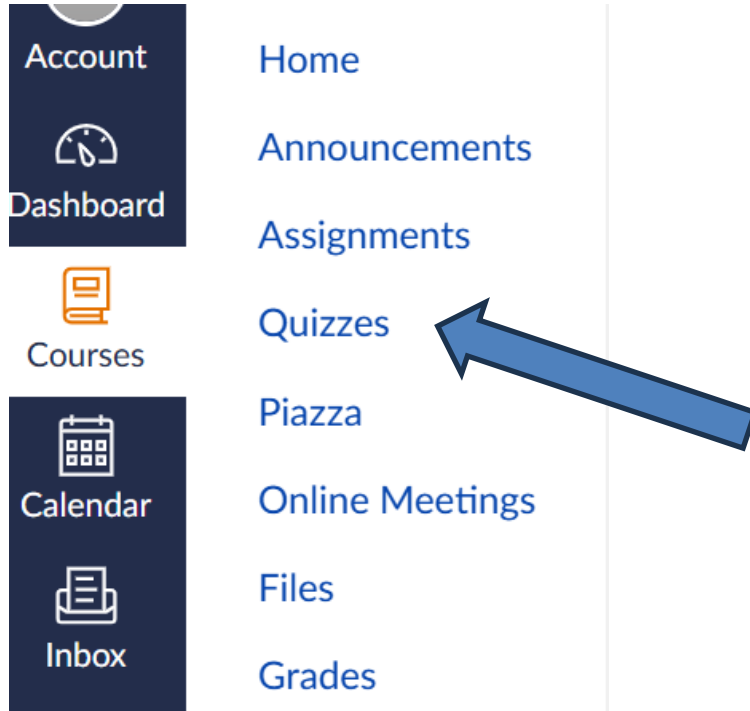 Account
Dashboard
Courses
Calendar
Inbox
Home
Announcements
Assignments
Quizzes
Piazza
Online Meetings
Files
Grades